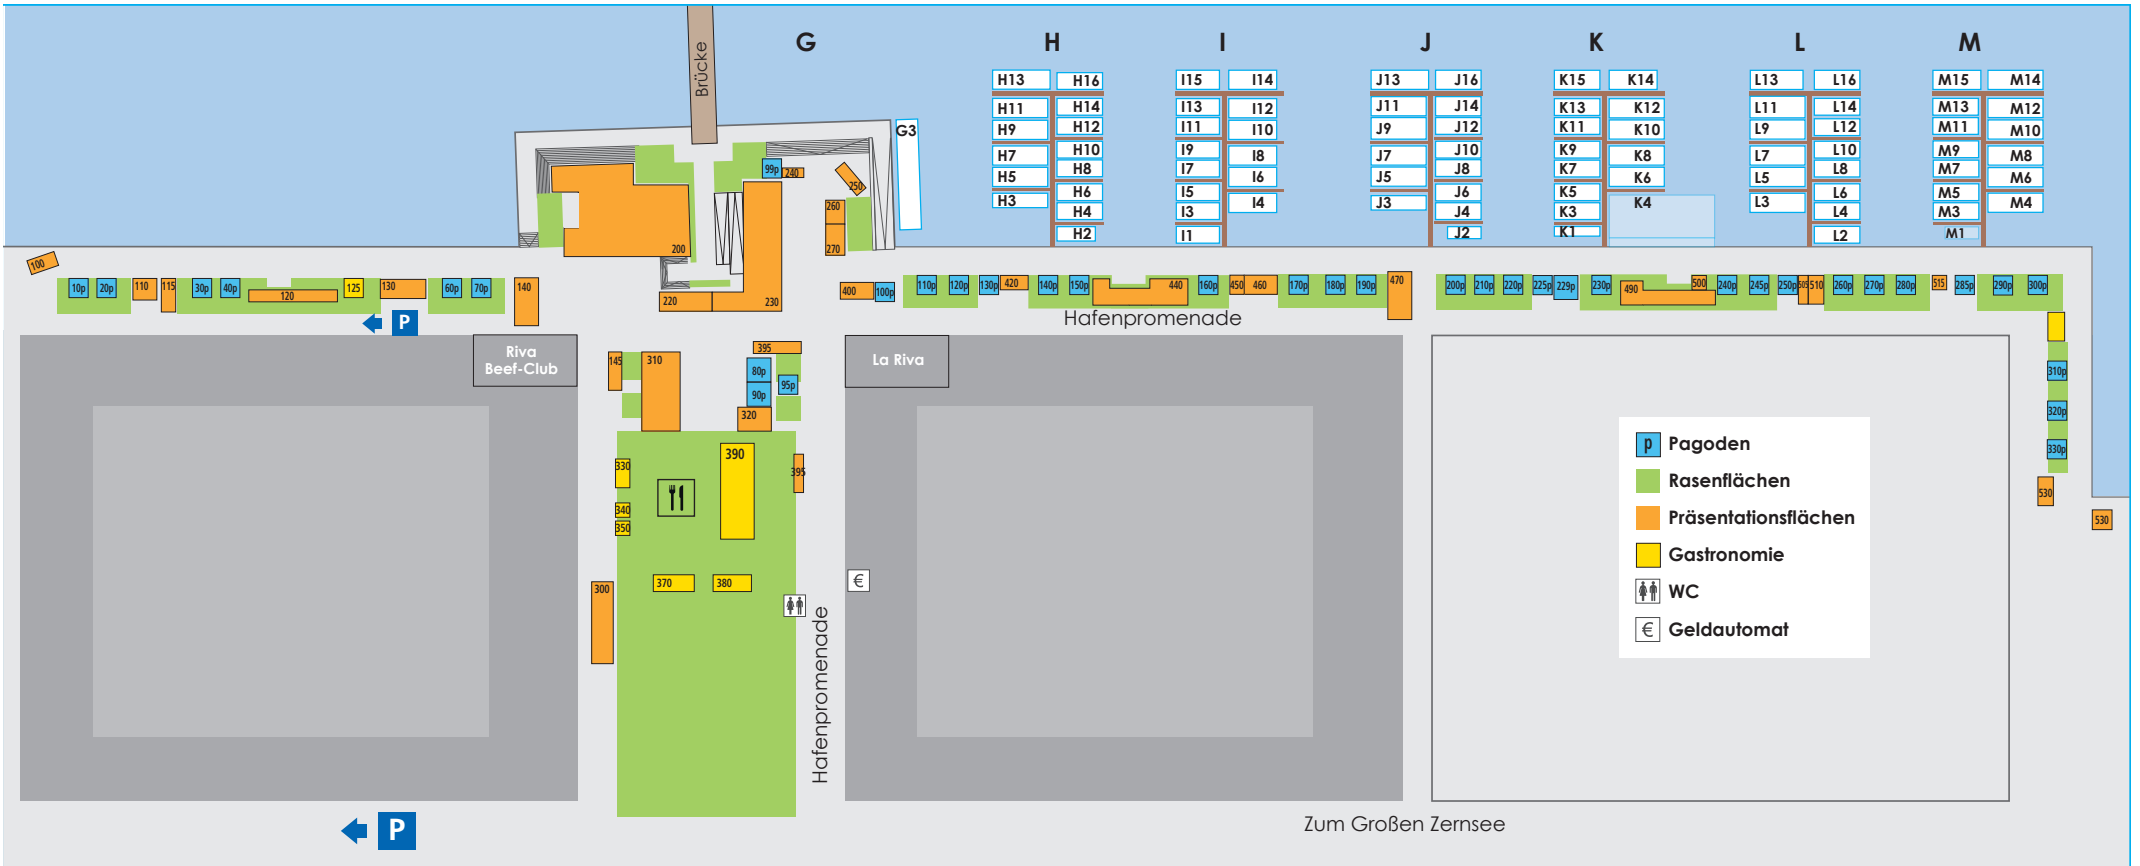 Brücke
G
H
I
J
K
L
M
H13
H16
H11
H14
H9
H12
H7
H10
H5
H8
H3
H6
H4
H2
I15
I14
I13
I12
I11
I10
I9
I8
I7
I6
I5
I4
I3
I1
J13
J16
J11
J14
J9
J12
J7
J10
J5
J8
J3
J6
J4
J2
K15
K14
K13
K12
K11
K10
K9
K8
K7
K6
K5
K4
K3
K1
L13
L16
L11
L14
L9
L12
L7
L10
L5
L8
L3
L6
L4
L2
M15
M14
M13
M12
M11
M10
M9
M8
M7
M6
M5
M4
M3
M1
G3
99p
240
250
260
270
200
220
230
100
10p
20p
110
115
30p
40p
120
125
130
60p
70p
140
P
400
100p
110p
120p
130p
420
140p
150p
440
160p
450
460
170p
180p
190p
470
200p
210p
220p
225p
229p
230p
490
500
240p
245p
250p
505
510
260p
270p
280p
515
285p
290p
300p
Hafenpromenade
Riva
Beef-Club
La Riva
145
310
395
80p
90p
95p
320
330
340
350
390
395
370
380
300
€
Hafenpromenade
310p
320p
330p
530
530
p Pagoden
Rasenflächen
Präsentationsflächen
Gastronomie
WC
€ Geldautomat
P
Zum Großen Zernsee